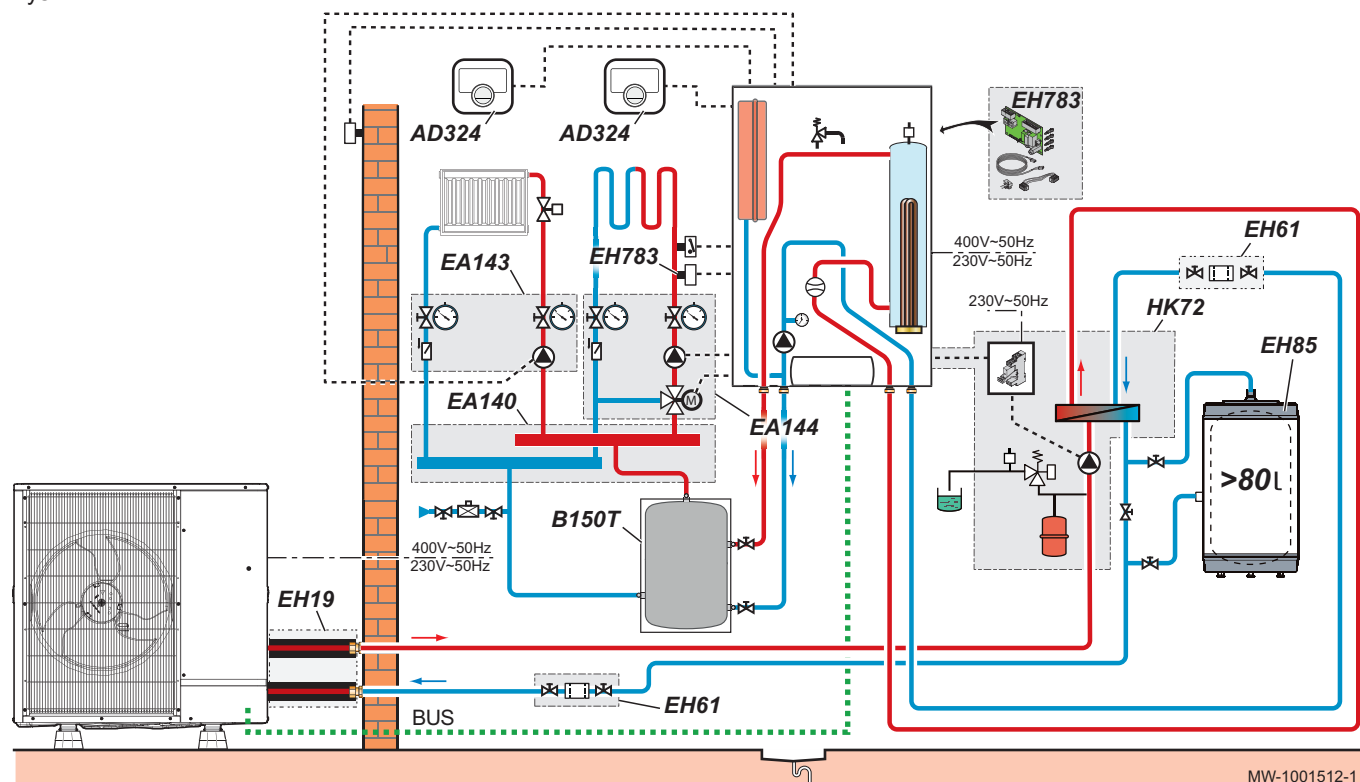 AD324
AD324
EH783
EA143
EH783
400V~50Hz
230V~50Hz
230V~50Hz
EH61
HK72
EH85
EA140
M
EA144
>80L
B150T
400V~50Hz
230V~50Hz
EH19
EH61
BUS
MW-1001512-1